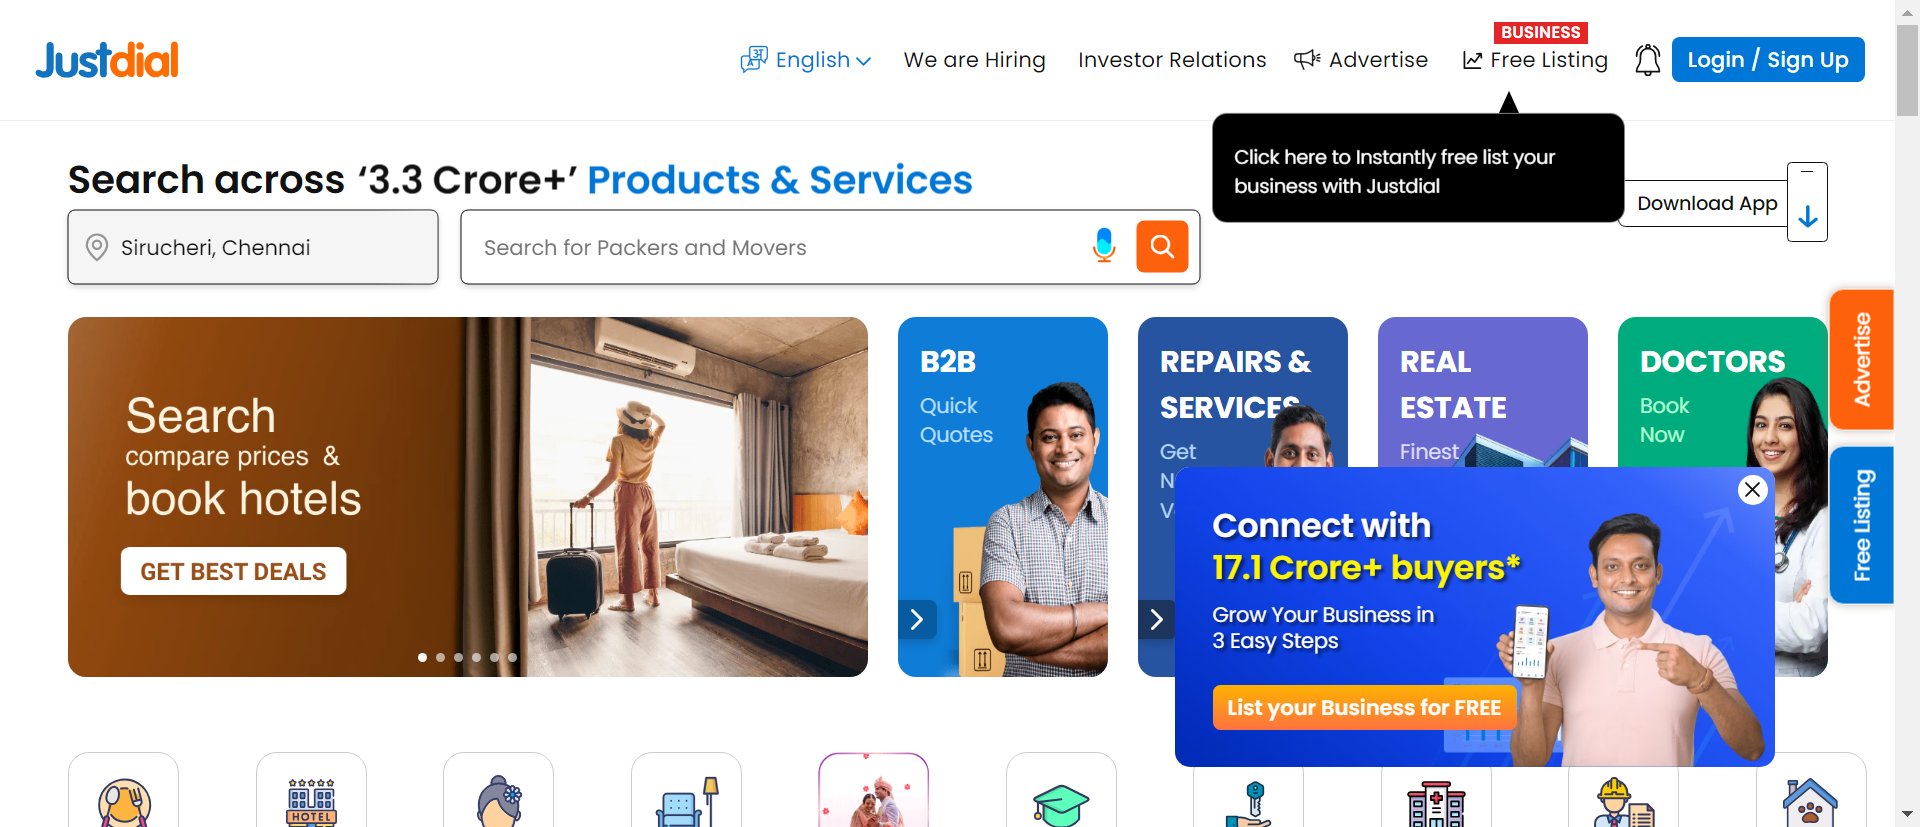 Justdial
English
We are Hiring
Investor Relations
Advertise
BUSINESS
Free Listing
Login / Sign Up
Click here to Instantly free list your
business with Justdial
Search across ‘3.3 Crore+’ Products & Services
Download App
Sirucheri, Chennai
Search for Packers and Movers
Search
compare prices &
book hotels
GET BEST DEALS
B2B
Quick
Quotes
REPAIRS &
SERVICES
Get
REAL
ESTATE
Finest
DOCTORS
Book
Now
Advertise
Free Listing
Connect with
17.1 Crore+ buyers*
Grow Your Business in
3 Easy Steps
List your Business for FREE
HOTEL